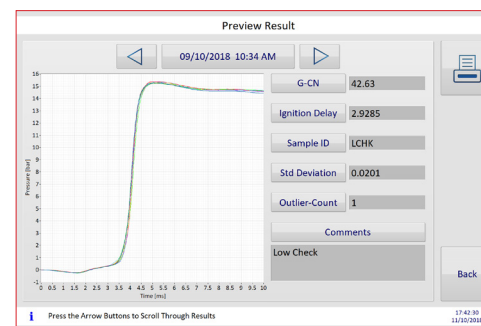 Preview Result
09/10/2018 10:34 AM
G-CN 42.63
Ignition Delay 2.9285
Sample ID LCHK
Std Deviation 0.0201
Outlier-Count 1
Comments
Low Check
Pressure [bar]
16
15
14
13
12
11
10
9
8
7
6
5
4
3
2
1
0
-1
0 0.5 1 1.5 2 2.5 3 3.5 4 4.5 5 5.5 6 6.5 7 7.5 8 8.5 9 9.5 10
Time [ms]
Back
i Press the Arrow Buttons to Scroll Through Results
17:42:30
11/10/2018